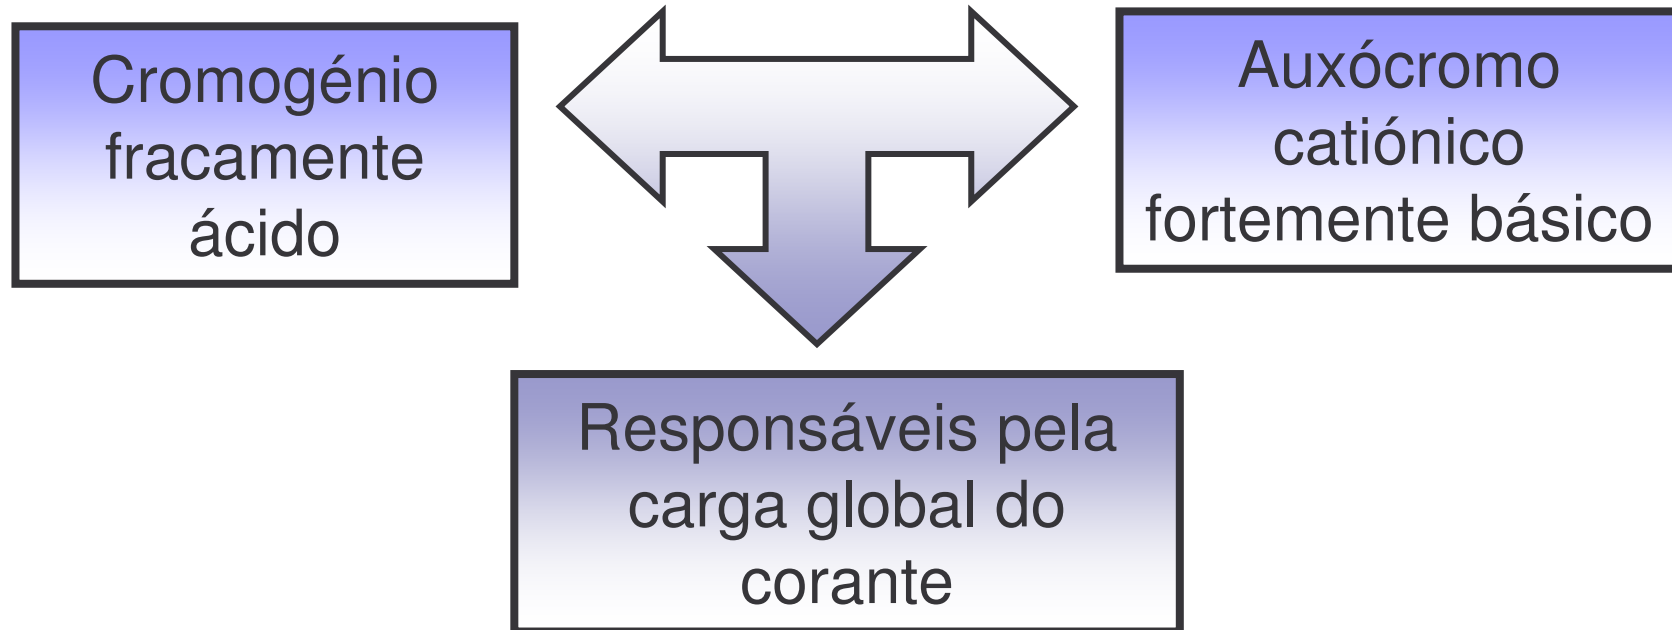 Cromogénio
fracamente
ácido
Auxócromo
catiónico
fortemente básico
Responsáveis pela
carga global do
corante